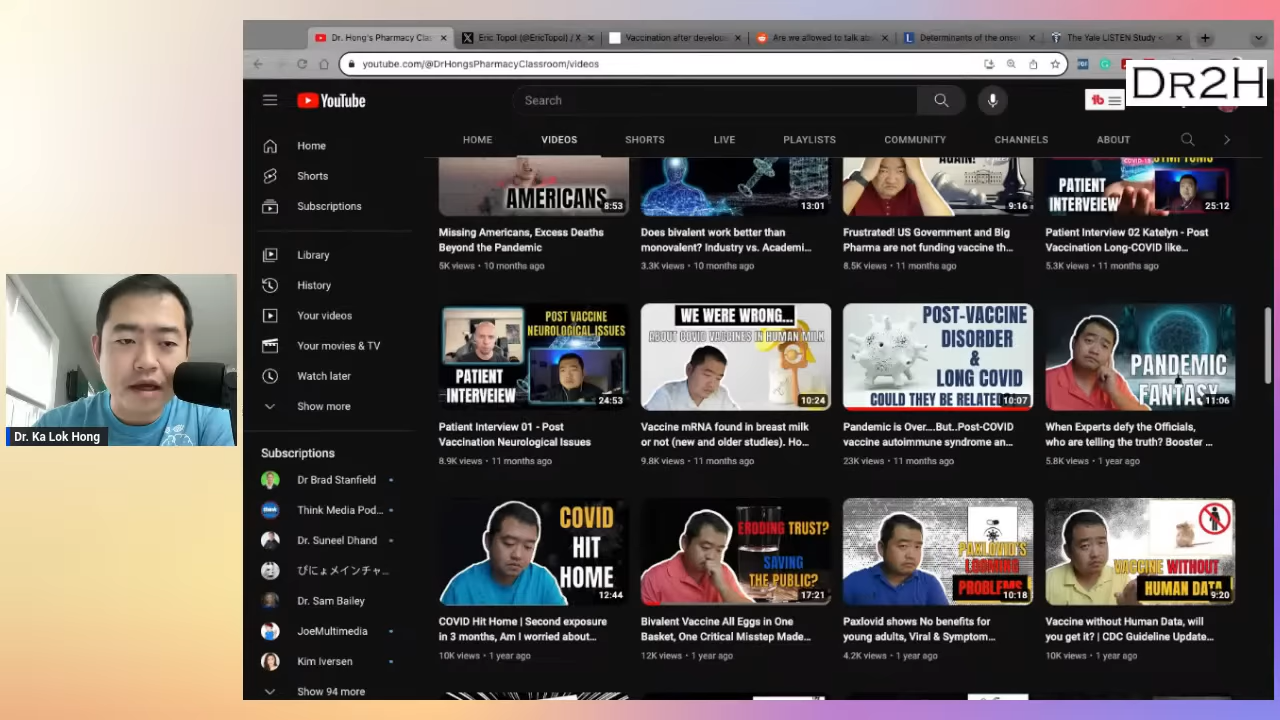 Dr. Hong's Pharmacy Clas
Eric Topol (@EricTopol) / X
Vaccination after develop
Are we allowed to talk ab
Determinants of the onse
The Yale LISTEN Study
youtube.com/@DrHongsPharmacyClassroom/videos
DR2H
YouTube
Search
HOME
VIDEOS
SHORTS
LIVE
PLAYLISTS
COMMUNITY
CHANNELS
ABOUT
Home
Shorts
Subscriptions
Library
History
Your videos
Your movies & TV
Watch later
Show more
Subscriptions
Dr Brad Stanfield
Think Media Pod...
Dr. Suneel Dhand
ぴにょメインチャ...
Dr. Sam Bailey
JoeMultimedia
Kim Iversen
Show 94 more
AMERICANS
8:53
13:01
AGAIN!
9:16
PATIENT
INTERVIEW
25:12
Missing Americans, Excess Deaths
Beyond the Pandemic
5K views • 10 months ago
Does bivalent work better than
monovalent? Industry vs. Academi...
3.3K views • 10 months ago
Frustrated! US Government and Big
Pharma are not funding vaccine th...
8.5K views • 11 months ago
Patient Interview 02 Katelyn - Post
Vaccination Long-COVID like...
5.3K views • 11 months ago
POST VACCINE
NEUROLOGICAL ISSUES
PATIENT
INTERVIEW
24:53
WE WERE WRONG...
ABOUT COVID VACCINES IN HUMAN MILK
10:24
POST-VACCINE
DISORDER
&
LONG COVID
COULD THEY BE RELATED
10:07
PANDEMIC
FANTASY
11:06
Patient Interview 01 - Post
Vaccination Neurological Issues
8.9K views • 11 months ago
Vaccine mRNA found in breast milk
or not (new and older studies). Ho...
9.8K views • 11 months ago
Pandemic is Over....But..Post-COVID
vaccine autoimmune syndrome an...
23K views • 11 months ago
When Experts defy the Officials,
who are telling the truth? Booster ...
5.8K views • 1 year ago
COVID
HIT
HOME
12:44
ERODING TRUST?
SAVING
THE PUBLIC?
17:21
PAXLOVID'S
LOOMING
PROBLEMS
10:18
VACCINE WITHOUT
HUMAN DATA
9:20
COVID Hit Home | Second exposure
in 3 months, Am I worried about...
10K views • 1 year ago
Bivalent Vaccine All Eggs in One
Basket, One Critical Misstep Made...
12K views • 1 year ago
Paxlovid shows No benefits for
young adults, Viral & Symptom...
4.2K views • 1 year ago
Vaccine without Human Data, will
you get it? | CDC Guideline Update...
10K views • 1 year ago
Dr. Ka Lok Hong